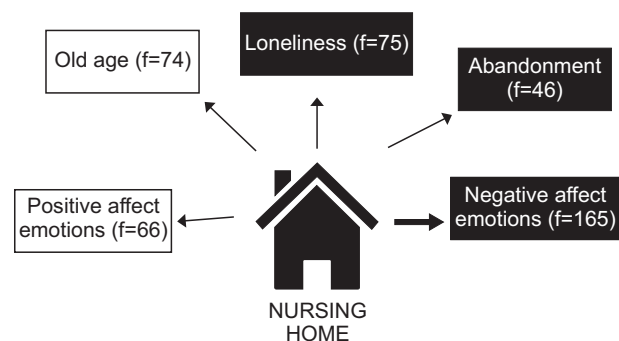 Old age (f=74)
Loneliness (f=75)
Abandonment
(f=46)
Positive affect
emotions (f=66)
Negative affect
emotions (f=165)
NURSING
HOME